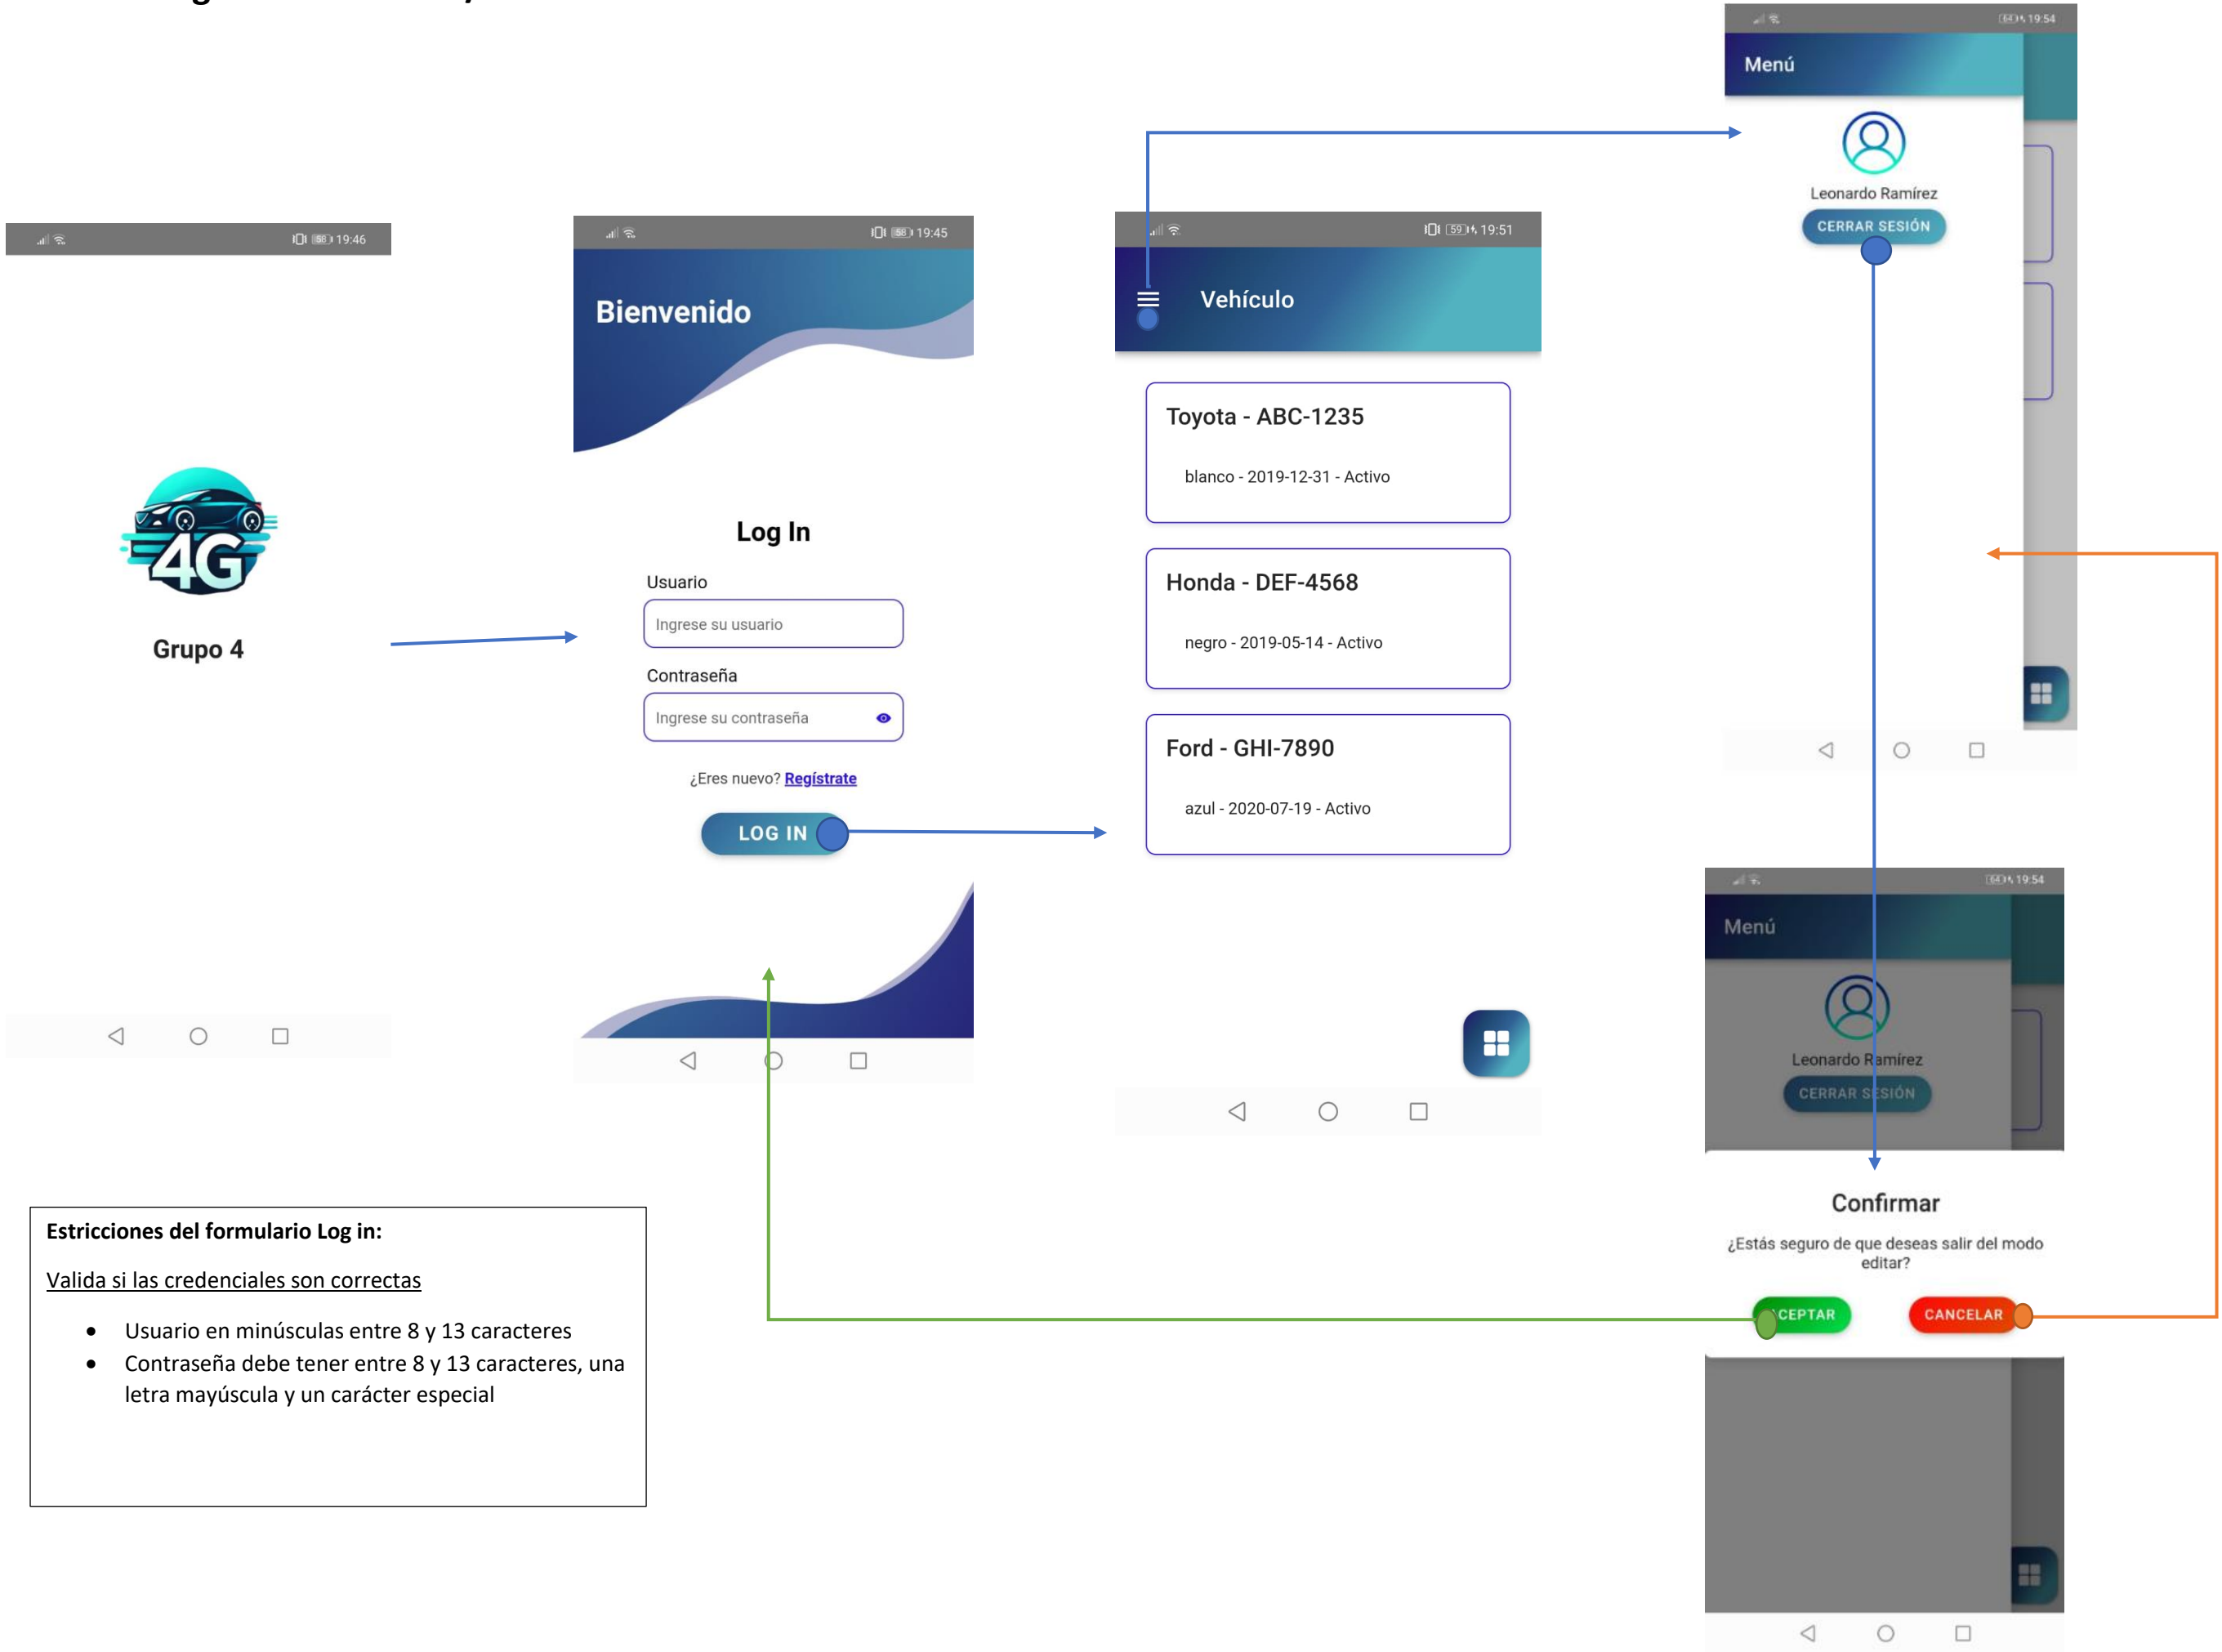 19:46
4G
Grupo 4
19:45
Bienvenido
Log In
Usuario
Ingrese su usuario
Contraseña
Ingrese su contraseña
¿Eres nuevo? Regístrate
LOG IN
59 19:51
Vehículo
Toyota - ABC-1235
blanco - 2019-12-31 - Activo
Honda - DEF-4568
negro - 2019-05-14 - Activo
Ford - GHI-7890
azul - 2020-07-19 - Activo
64 19:54
Menú
Leonardo Ramírez
CERRAR SESIÓN
64 19:54
Menú
Leonardo Ramírez
CERRAR SESIÓN
Confirmar
¿Estás seguro de que deseas salir del modo
editar?
CEPTAR
CANCELAR
Estricciones del formulario Log in:
Valida si las credenciales son correctas
• Usuario en minúsculas entre 8 y 13 caracteres
• Contraseña debe tener entre 8 y 13 caracteres, una
letra mayúscula y un carácter especial